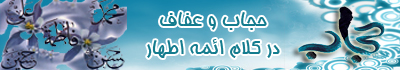 حجاب و عفاف
در کلام ائمه اطهار
حجاب